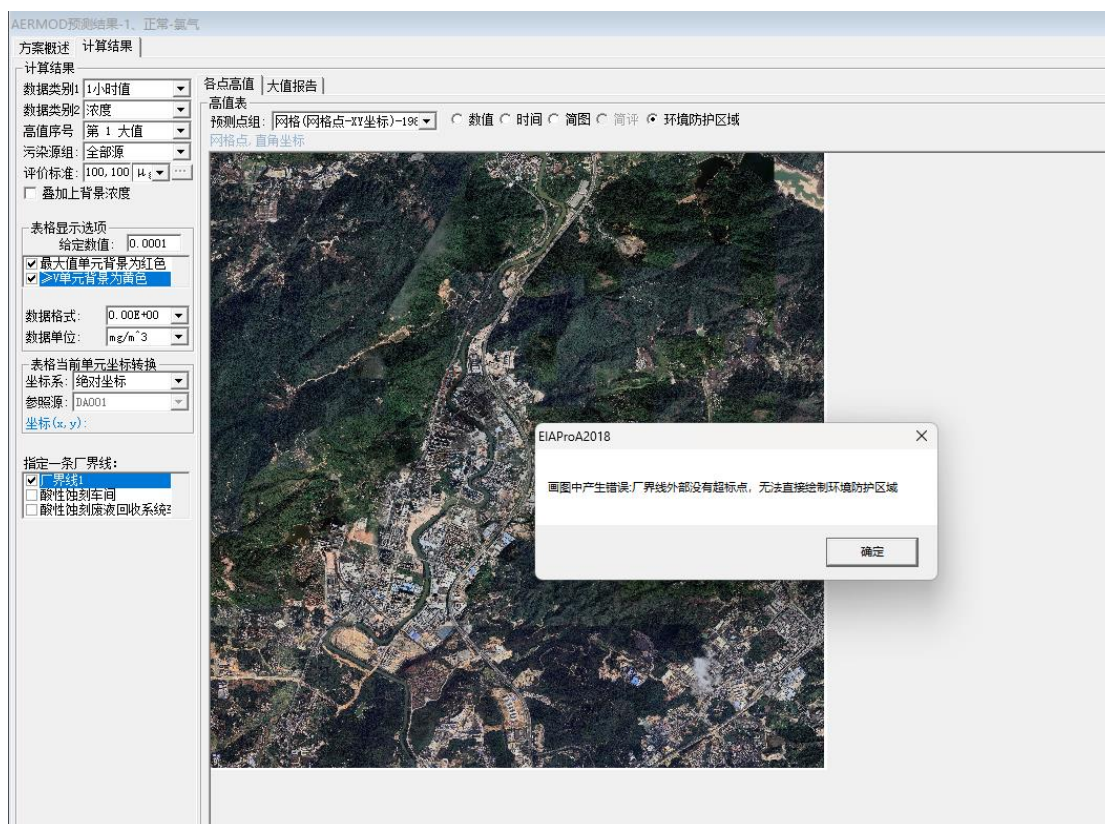 AERMOD预测结果-1、正常-氯气
方案概述 计算结果
计算结果
数据类别1 1小时值
数据类别2 浓度
高值序号 第 1 大值
污染源组: 全部源
评价标准: 100,100
叠加上背景浓度
表格显示选项
给定数值: 0.0001
最大值单元背景为红色
≥V单元背景为黄色
数据格式: 0.00E+00
数据单位: mg/m^3
表格当前单元坐标转换
坐标系: 绝对坐标
参照源: DA001
坐标(x,y):
指定一条厂界线:
厂界线1
酸性蚀刻车间
酸性蚀刻废液回收系统
各点高值 大值报告
高值表
预测点组: 网格(网格点-XY坐标)-19 数值 时间 简图 简评 环境防护区域
网格点,直角坐标
EIAProA2018
画图中产生错误:厂界线外部没有超标点，无法直接绘制环境防护区域
确定